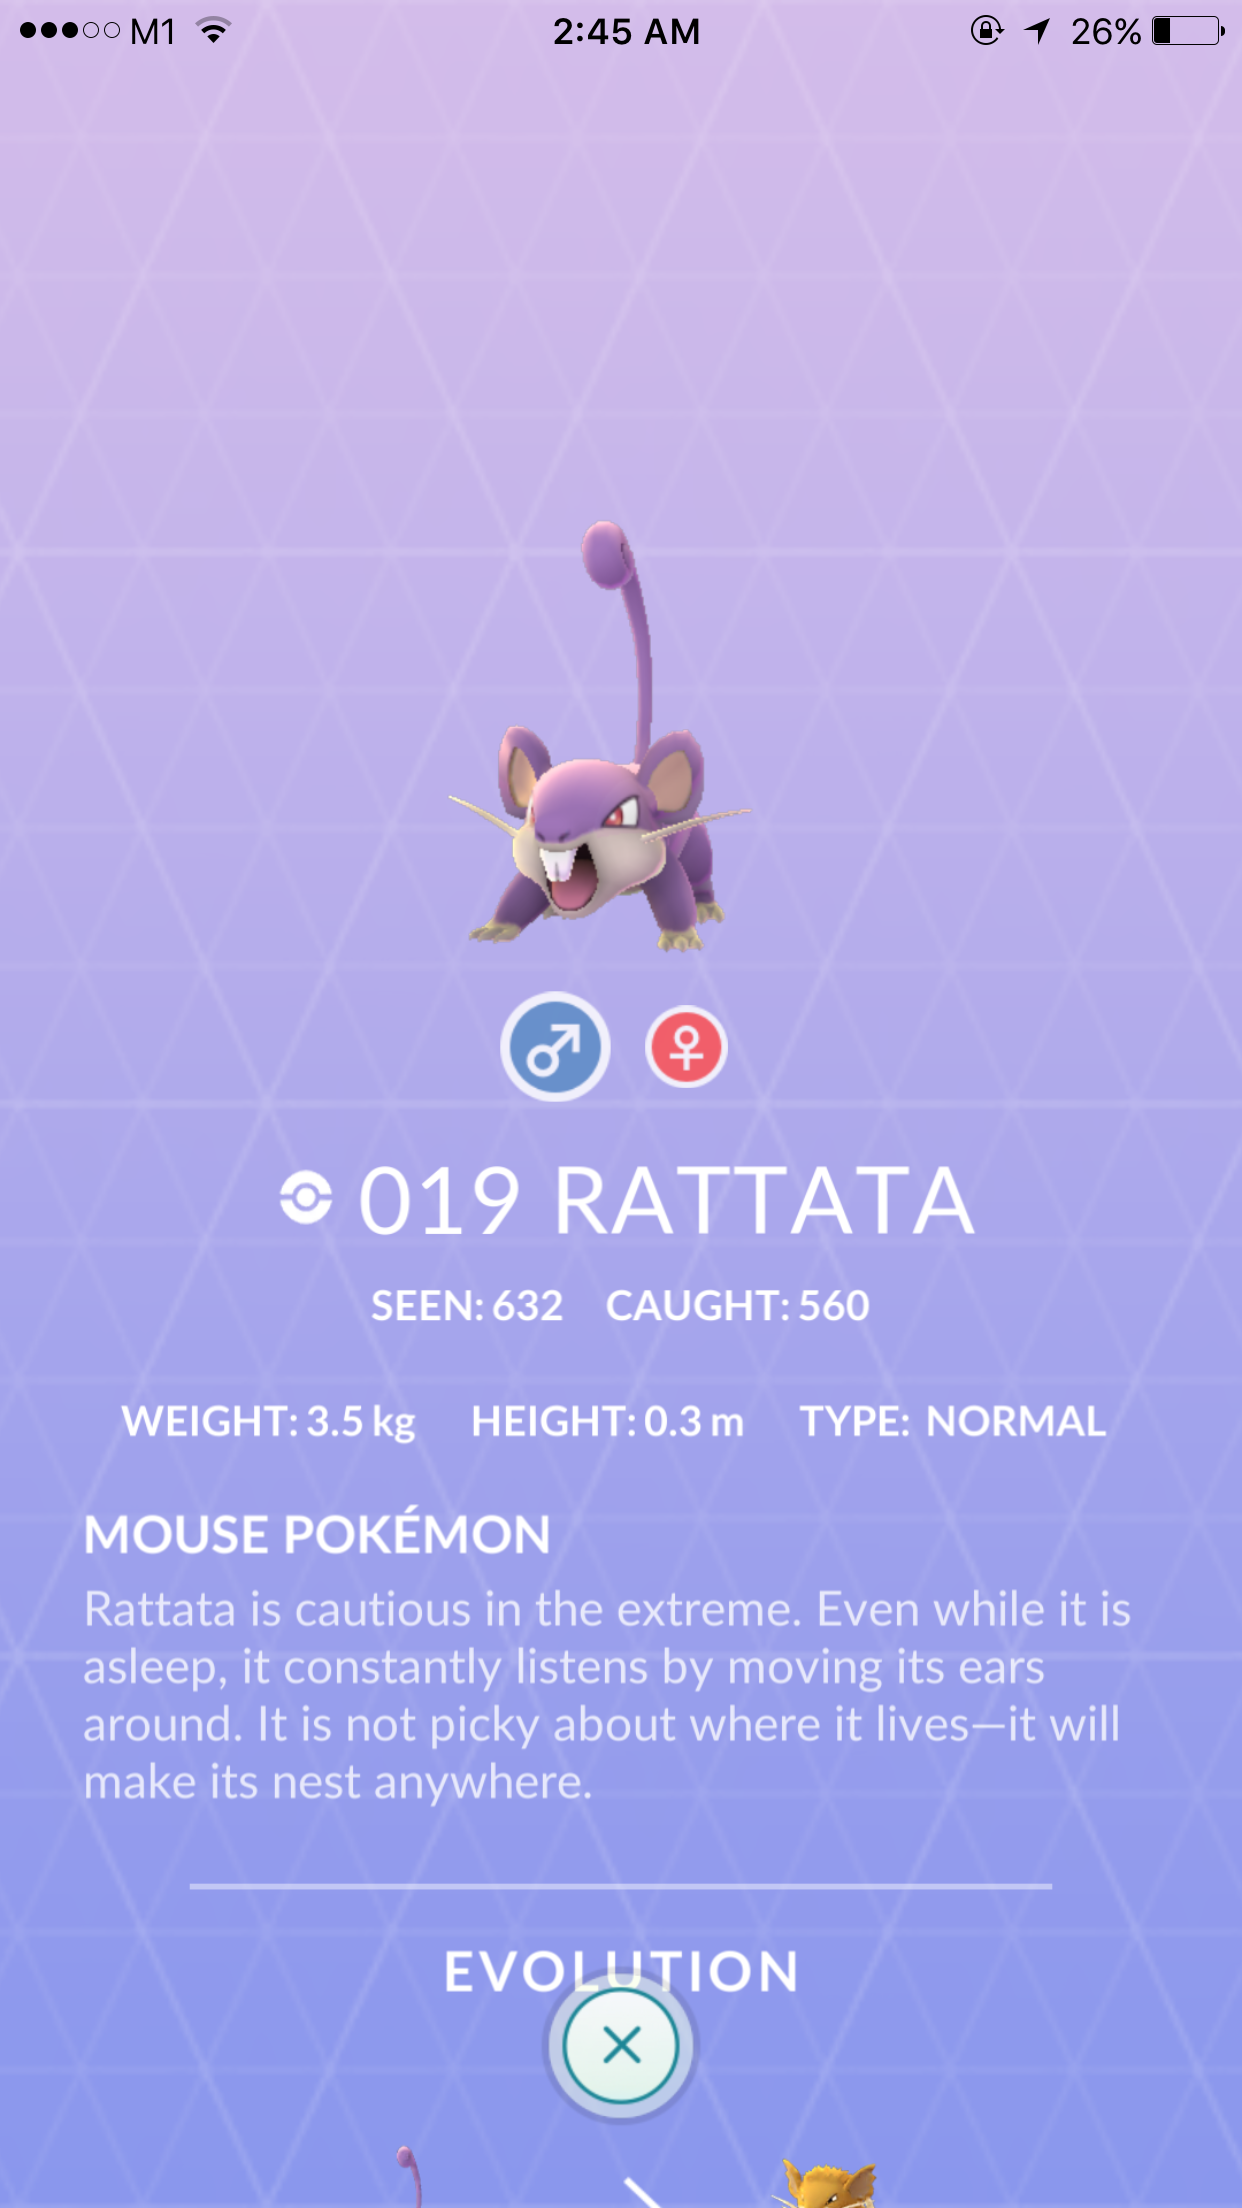 M1 2:45 AM 26%
019 RATTATA
SEEN: 632 CAUGHT: 560
WEIGHT: 3.5 kg HEIGHT: 0.3 m TYPE: NORMAL
MOUSE POKÉMON
Rattata is cautious in the extreme. Even while it is
asleep, it constantly listens by moving its ears
around. It is not picky about where it lives—it will
make its nest anywhere.
EVOLUTION